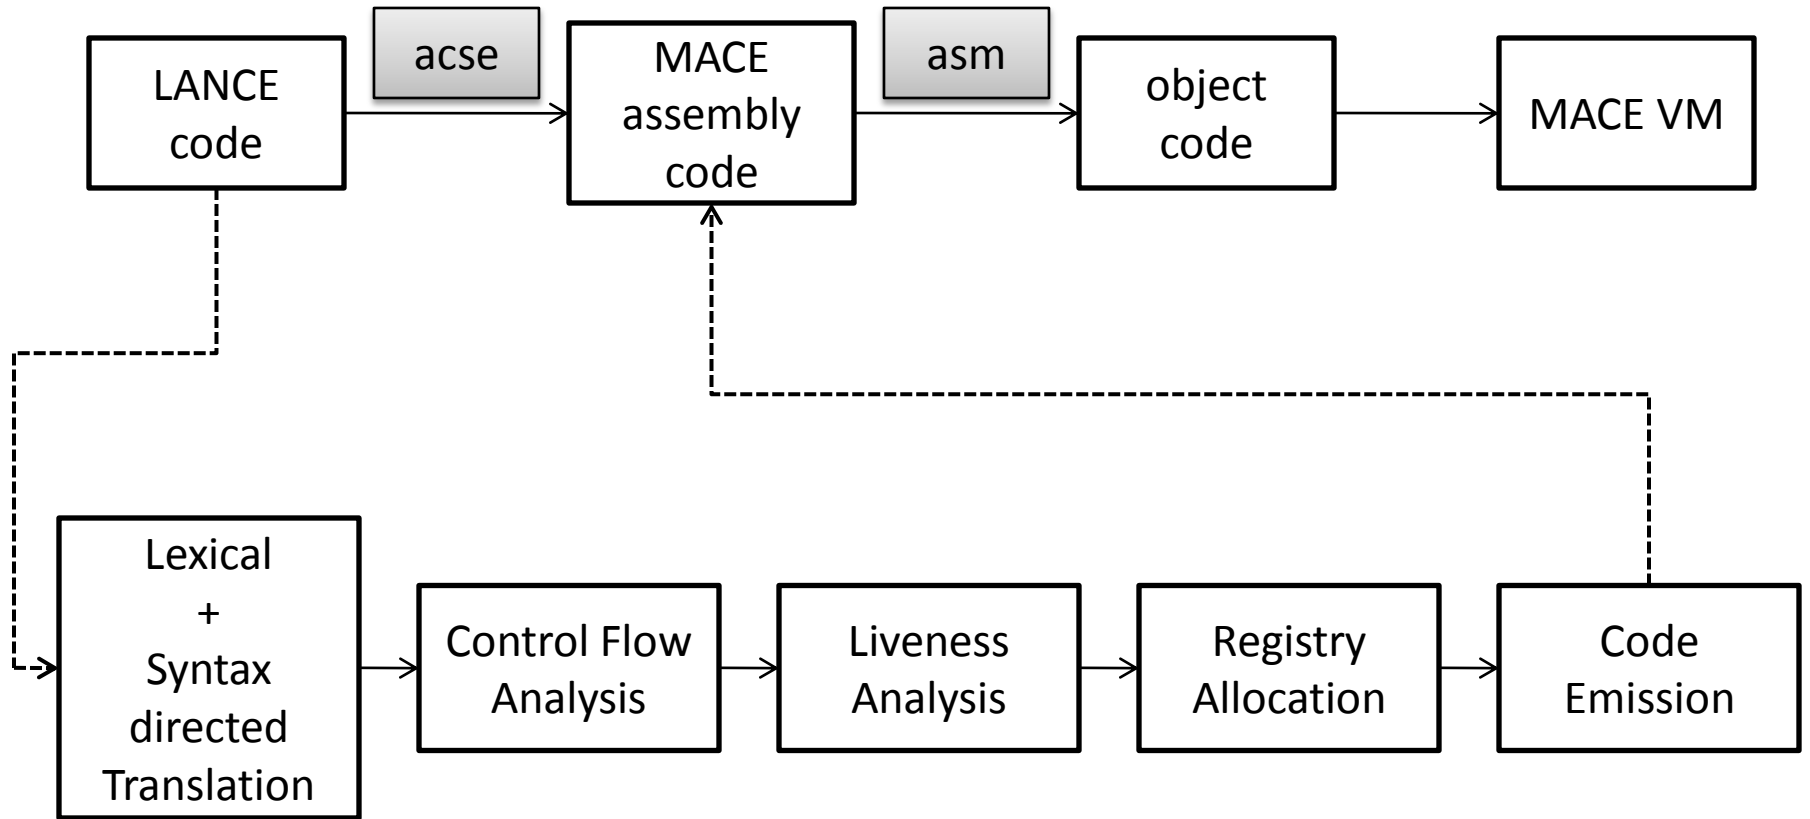 LANCE
code
acse
MACE
assembly
code
asm
object
code
MACE VM
Lexical
+
Syntax
directed
Translation
Control Flow
Analysis
Liveness
Analysis
Registry
Allocation
Code
Emission